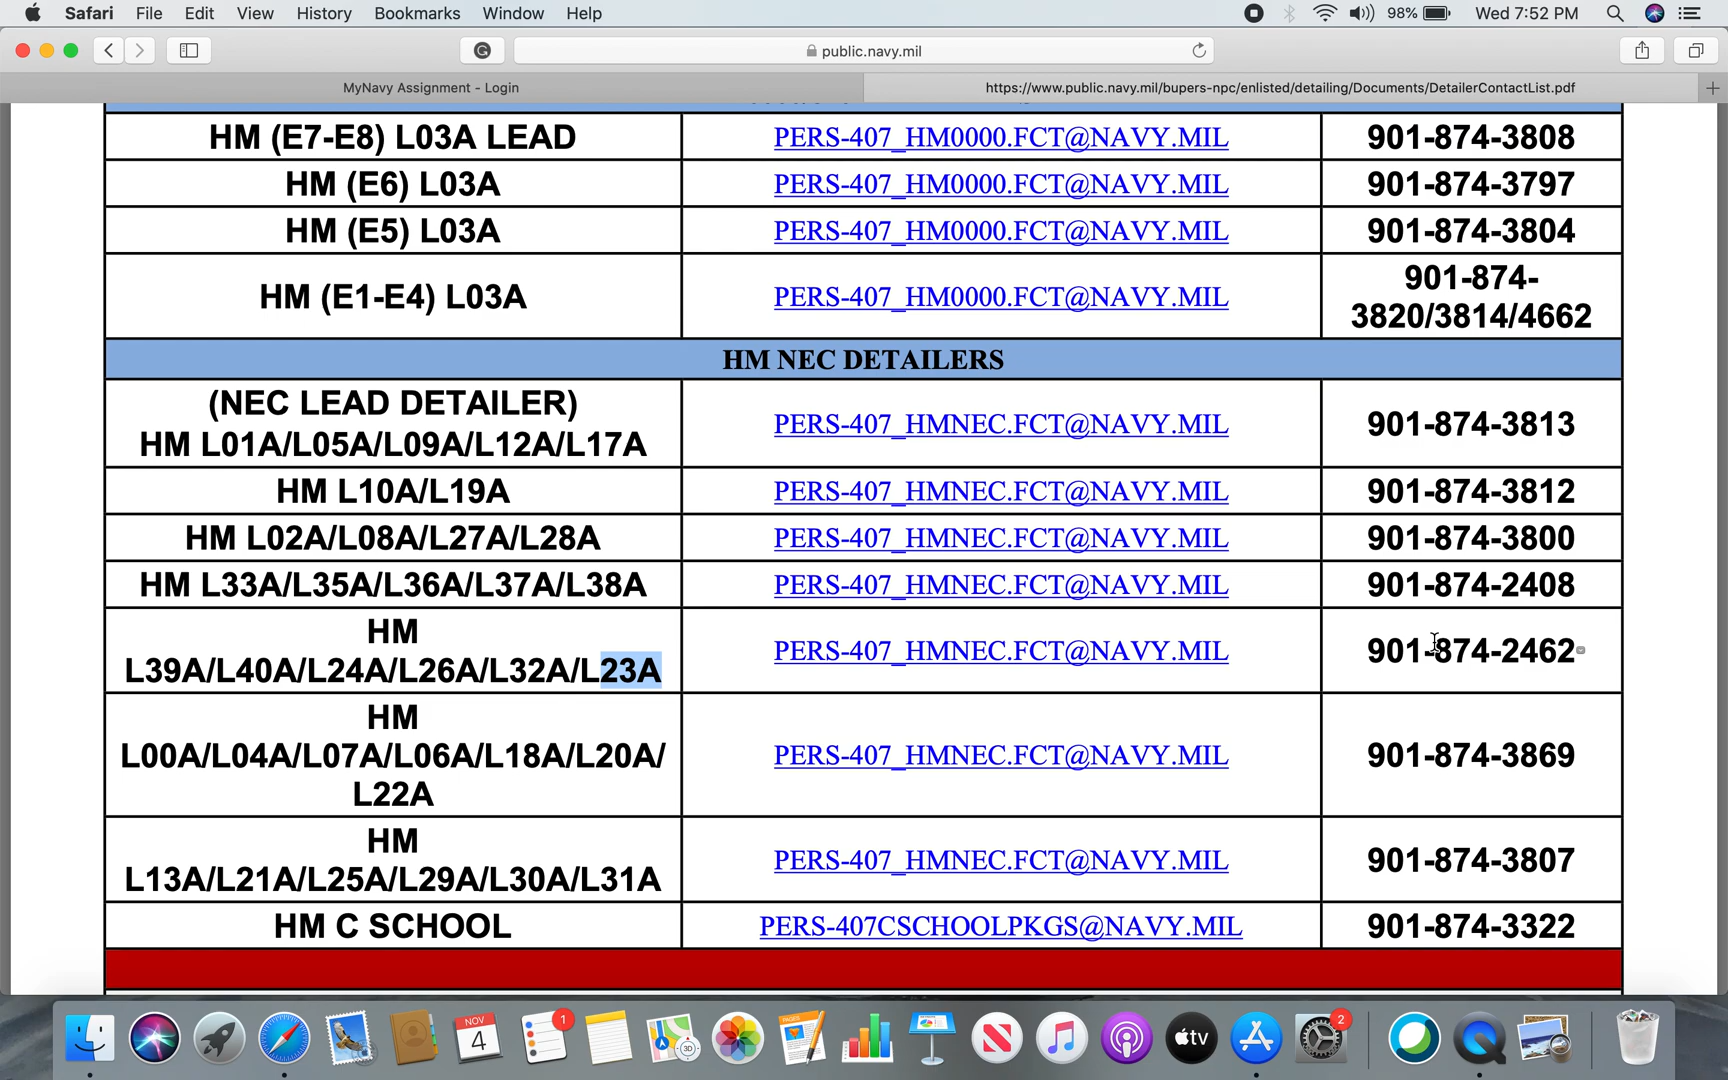 Safari File Edit View History Bookmarks Window Help 98% Wed 7:52 PM
public.navy.mil
MyNavy Assignment - Login https://www.public.navy.mil/bupers-npc/enlisted/detailing/Documents/DetailerContactList.pdf
HM (E7-E8) L03A LEAD PERS-407_HM0000.FCT@NAVY.MIL 901-874-3808
HM (E6) L03A PERS-407_HM0000.FCT@NAVY.MIL 901-874-3797
HM (E5) L03A PERS-407_HM0000.FCT@NAVY.MIL 901-874-3804
HM (E1-E4) L03A PERS-407_HM0000.FCT@NAVY.MIL 901-874-
3820/3814/4662
HM NEC DETAILERS
(NEC LEAD DETAILER)
HM L01A/L05A/L09A/L12A/L17A PERS-407_HMNEC.FCT@NAVY.MIL 901-874-3813
HM L10A/L19A PERS-407_HMNEC.FCT@NAVY.MIL 901-874-3812
HM L02A/L08A/L27A/L28A PERS-407_HMNEC.FCT@NAVY.MIL 901-874-3800
HM L33A/L35A/L36A/L37A/L38A PERS-407_HMNEC.FCT@NAVY.MIL 901-874-2408
HM
L39A/L40A/L24A/L26A/L32A/L23A PERS-407_HMNEC.FCT@NAVY.MIL 901-874-2462
HM
L00A/L04A/L07A/L06A/L18A/L20A/
L22A PERS-407_HMNEC.FCT@NAVY.MIL 901-874-3869
HM
L13A/L21A/L25A/L29A/L30A/L31A PERS-407_HMNEC.FCT@NAVY.MIL 901-874-3807
HM C SCHOOL PERS-407CSCHOOLPKGS@NAVY.MIL 901-874-3322
NOV
4
1
PAGES
3D
tv
2